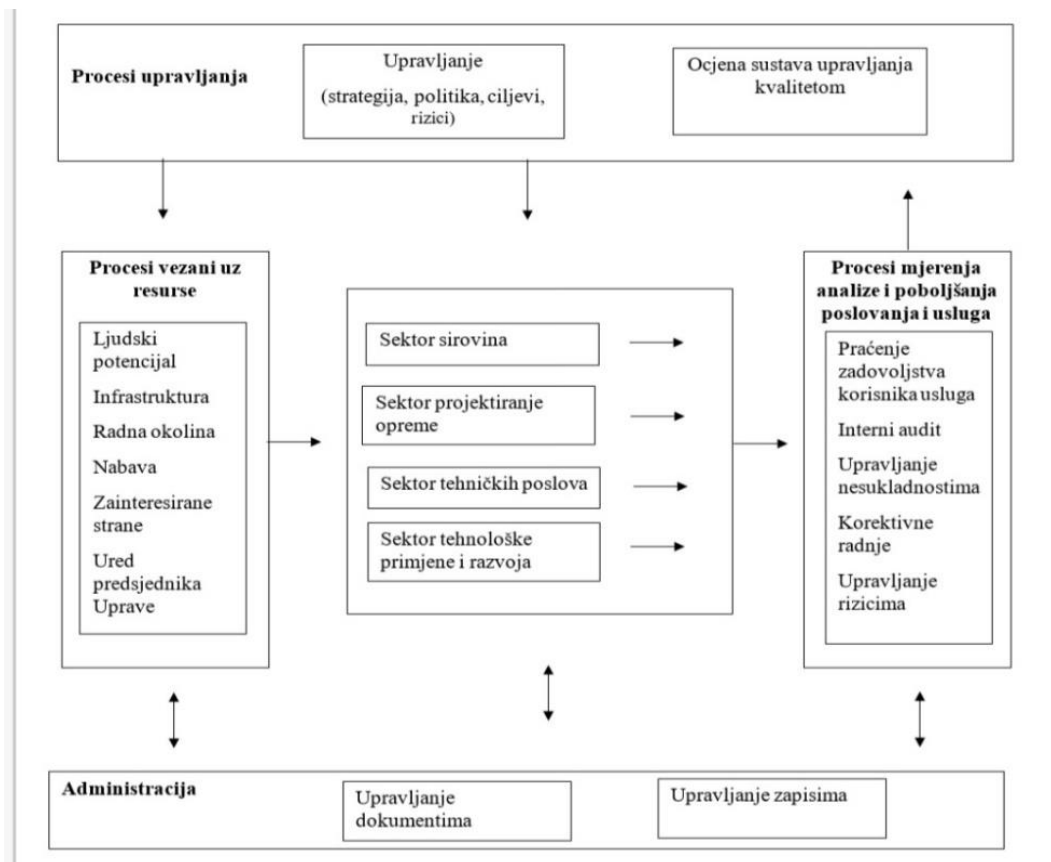 Procesi upravljanja
Upravljanje
(strategija, politika, ciljevi,
rizici)
Ocjena sustava upravljanja
kvalitetom
Procesi vezani uz
resurse
Ljudski
potencijal
Infrastruktura
Radna okolina
Nabava
Zainteresirane
strane
Ured
predsjednika
Uprave
Sektor sirovina
Sektor projektiranje
opreme
Sektor tehničkih poslova
Sektor tehnološke
primjene i razvoja
Procesi mjerenja
analize i poboljšanja
poslovanja i usluga
Praćenje
zadovoljstva
korisnika usluga
Interni audit
Upravljanje
nesukladnostima
Korektivne
radnje
Upravljanje
rizicima
Administracija
Upravljanje
dokumentima
Upravljanje zapisima